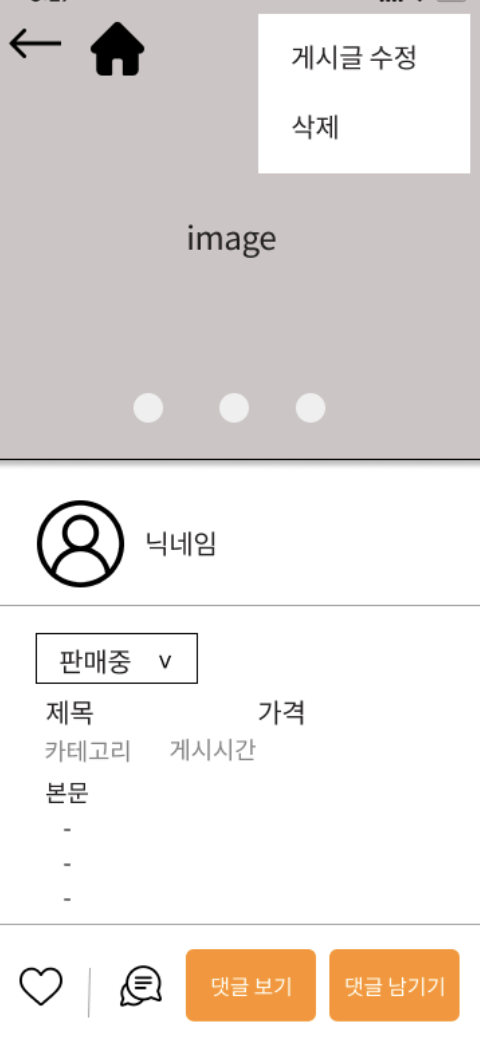 게시글 수정
삭제
image
닉네임
판매중 v
제목 가격
카테고리 게시시간
본문
-
-
-
댓글 보기 댓글 남기기